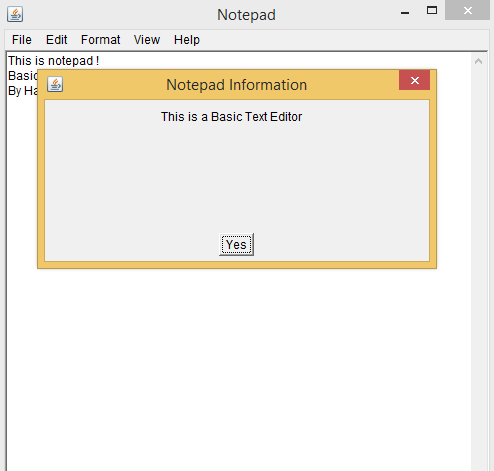 Notepad
File Edit Format View Help
This is notepad !
Basic
By Ha
Notepad Information
This is a Basic Text Editor
Yes